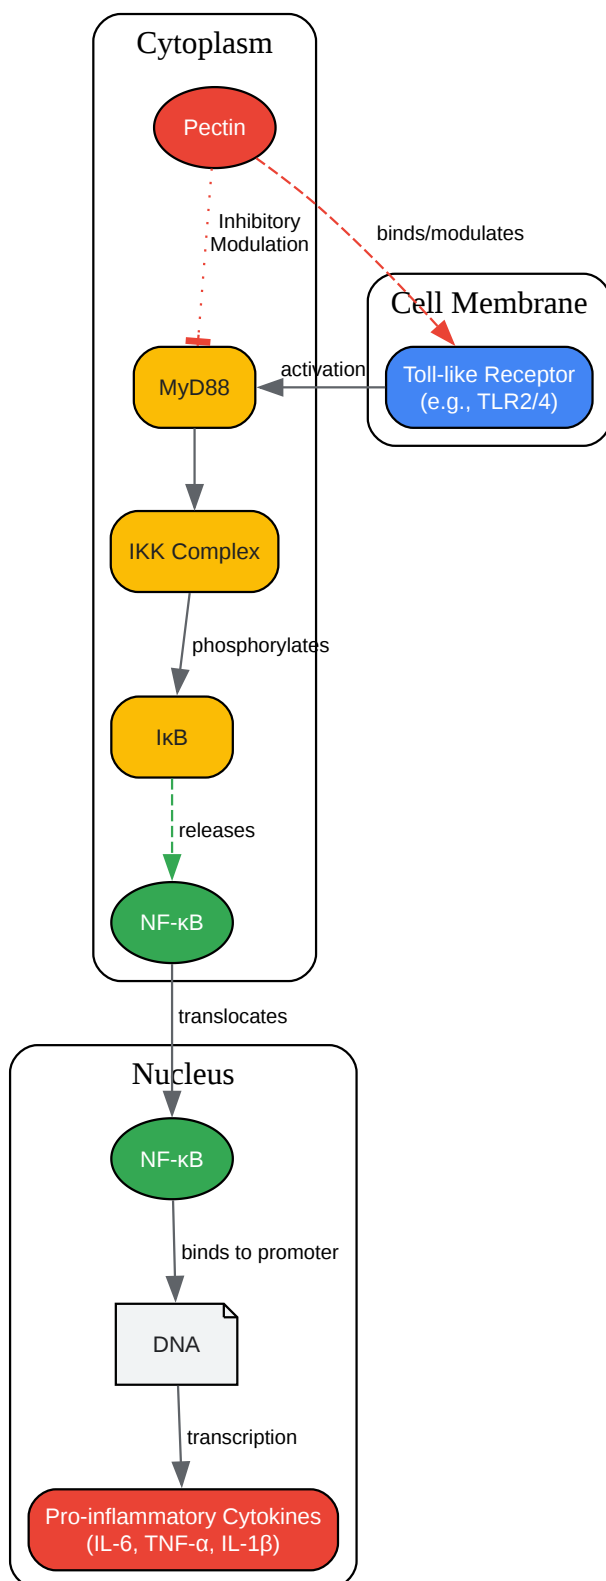 Cytoplasm
Pectin
Inhibitory
Modulation
binds/modulates
Cell Membrane
Toll-like Receptor
(e.g., TLR2/4)
activation
MyD88
IKK Complex
phosphorylates
IκB
releases
NF-κB
translocates
Nucleus
NF-κB
binds to promoter
DNA
transcription
Pro-inflammatory Cytokines
(IL-6, TNF-α, IL-1β)